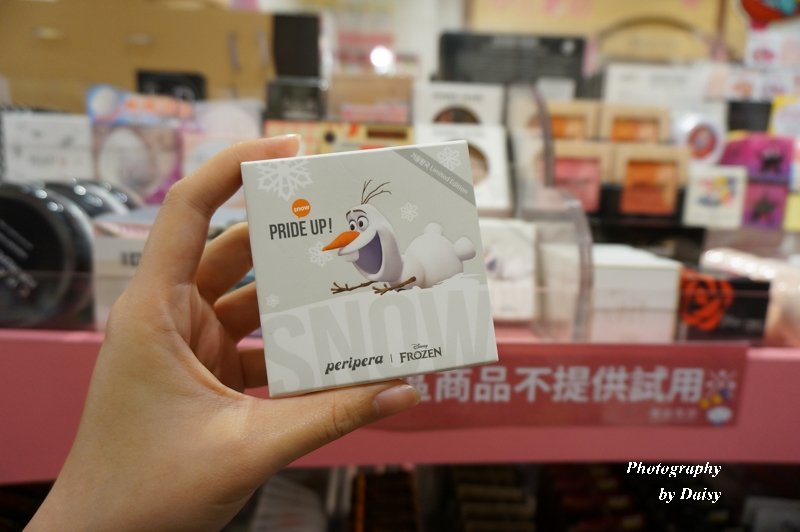 겨울왕국 Limited Edition
snow
PRIDE UP!
SNOW
peripera | Disney FROZEN
商品不提供試用
Photography
by Daisy